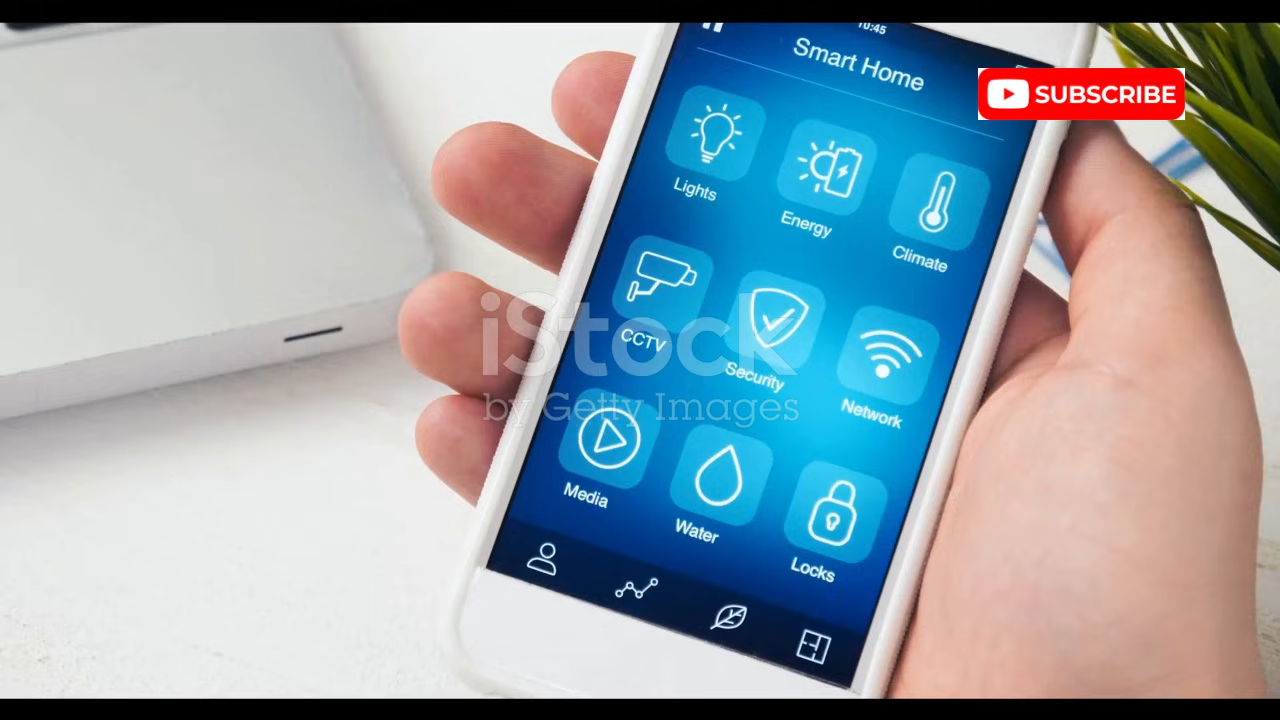 10:45
Smart Home
SUBSCRIBE
Lights
Energy
Climate
CCTV
Security
Network
iStock
by Getty Images
Media
Water
Locks